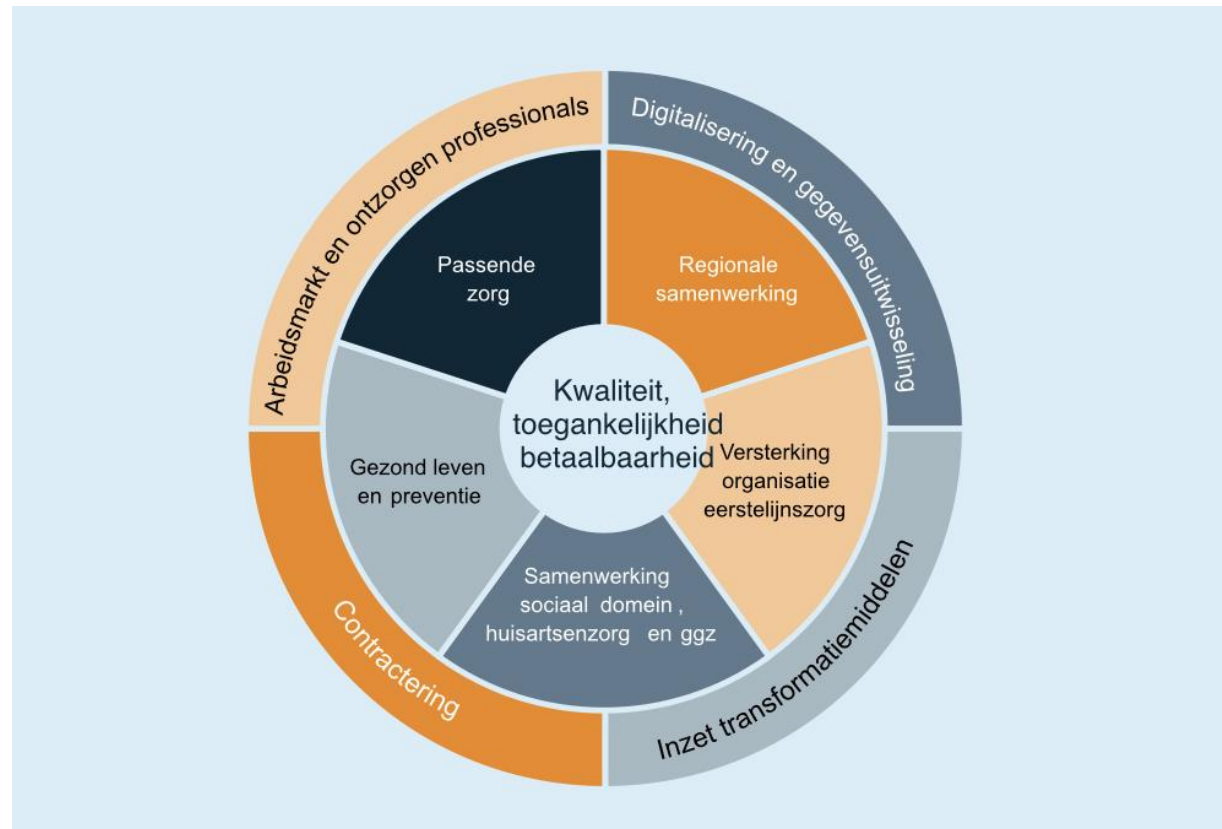 Arbeidsmarkt en ontzorgen professionals
Digitalisering en gegevensuitwisseling
Passende
zorg
Regionale
samenwerking
Kwaliteit,
toegankelijkheid
betaalbaarheid
Gezond leven
en preventie
Versterking
organisatie
eerstelijnszorg
Samenwerking
sociaal domein ,
huisartsenzorg en ggz
Contractering
Inzet transformatiemiddelen